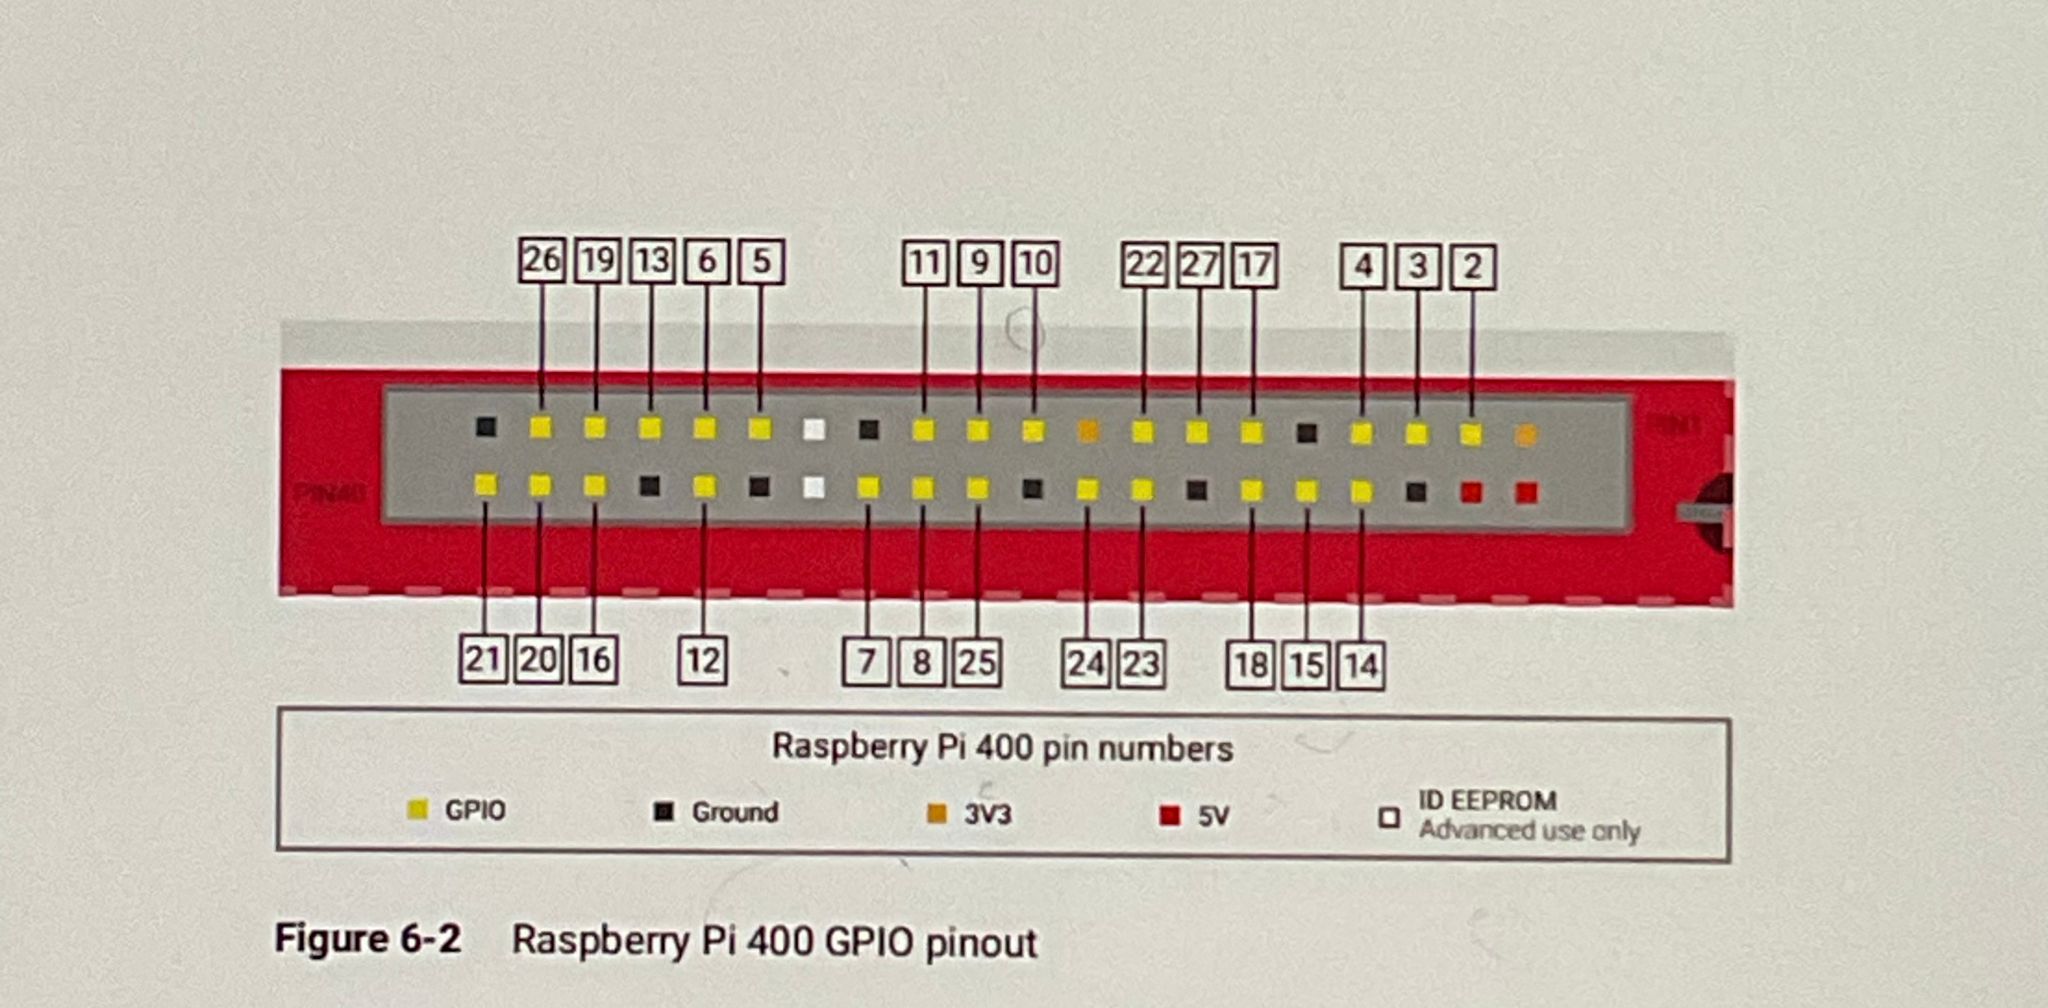 26 19 13 6 5 11 9 10 22 27 17 4 3 2
PIN1
PIN40
21 20 16 12 7 8 25 24 23 18 15 14
Raspberry Pi 400 pin numbers
GPIO Ground 3V3 5V ID EEPROM
Advanced use only
Figure 6-2 Raspberry Pi 400 GPIO pinout